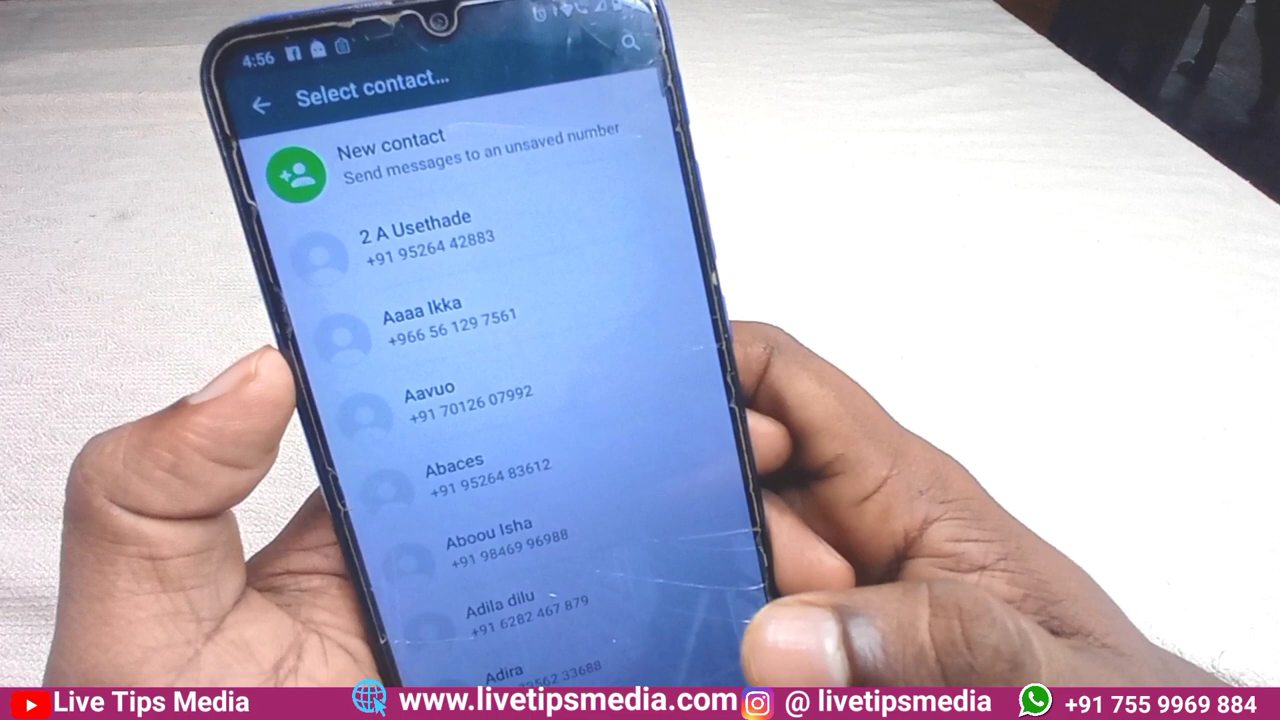 4:56
Select contact...
New contact
Send messages to an unsaved number
2 A Usethade
+91 95264 42883
Aaaa Ikka
+966 56 129 7561
Aavuo
+91 70126 07992
Abaces
+91 95264 83612
Aboou Isha
+91 98469 96988
Adila dilu
+91 6282 467 879
Adira
33688
Live Tips Media
www.livetipsmedia.com
@ livetipsmedia
+91 755 9969 884